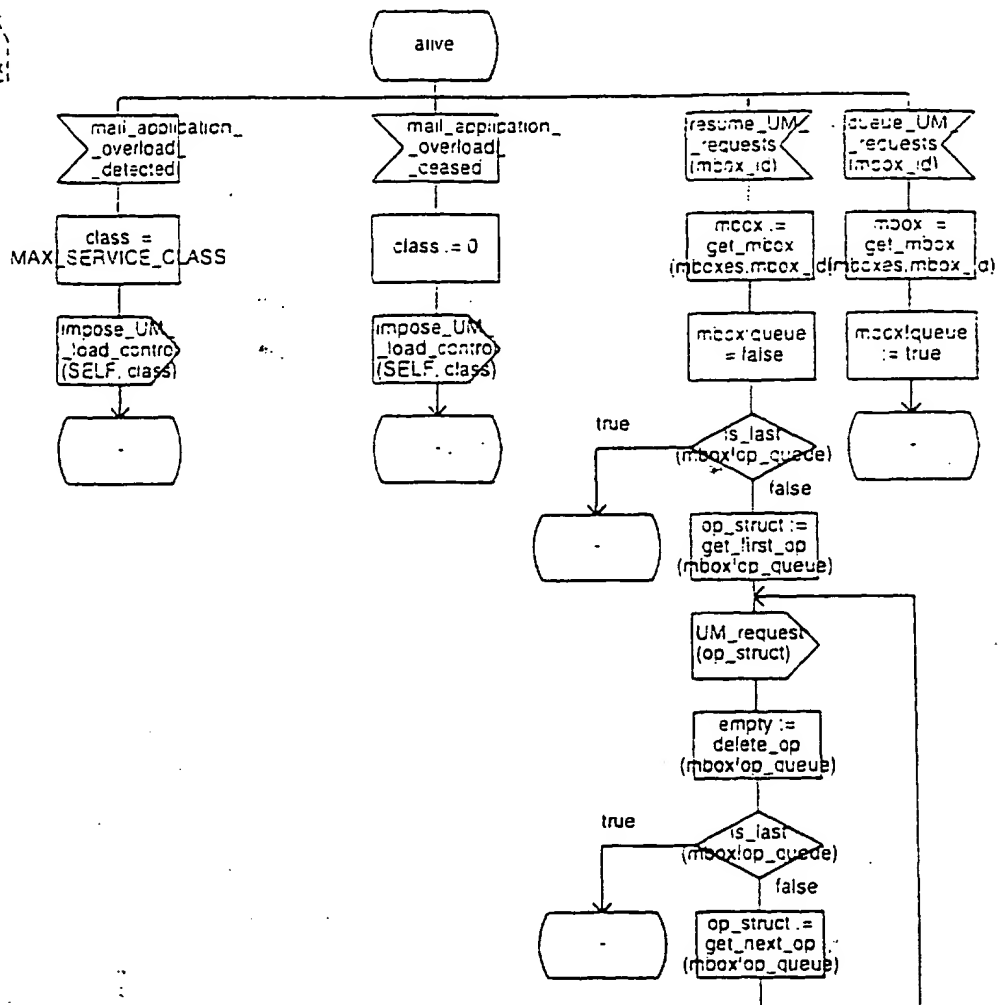 alive
mail_application_
_overload_
_detected
class =
MAX_SERVICE_CLASS
impose_UM_
_load_contro
(SELF, class)
-
mail_application_
_overload_
_ceased
class := 0
impose_UM_
_load_contro
(SELF, class)
-
resume_UM_
_requests
(mbox_id)
mbox :=
get_mbox
(mboxes,mbox_id)
mbox!queue
= false
is_last
(mbox!op_queue)
true
false
-
op_struct :=
get_first_op
(mbox!op_queue)
UM_request
(op_struct)
empty :=
delete_op
(mbox!op_queue)
is_last
(mbox!op_queue)
true
false
-
op_struct :=
get_next_op
(mbox!op_queue)
queue_UM_
_requests
(mbox_id)
mbox =
get_mbox
(mboxes,mbox_id)
mbox!queue
:= true
-